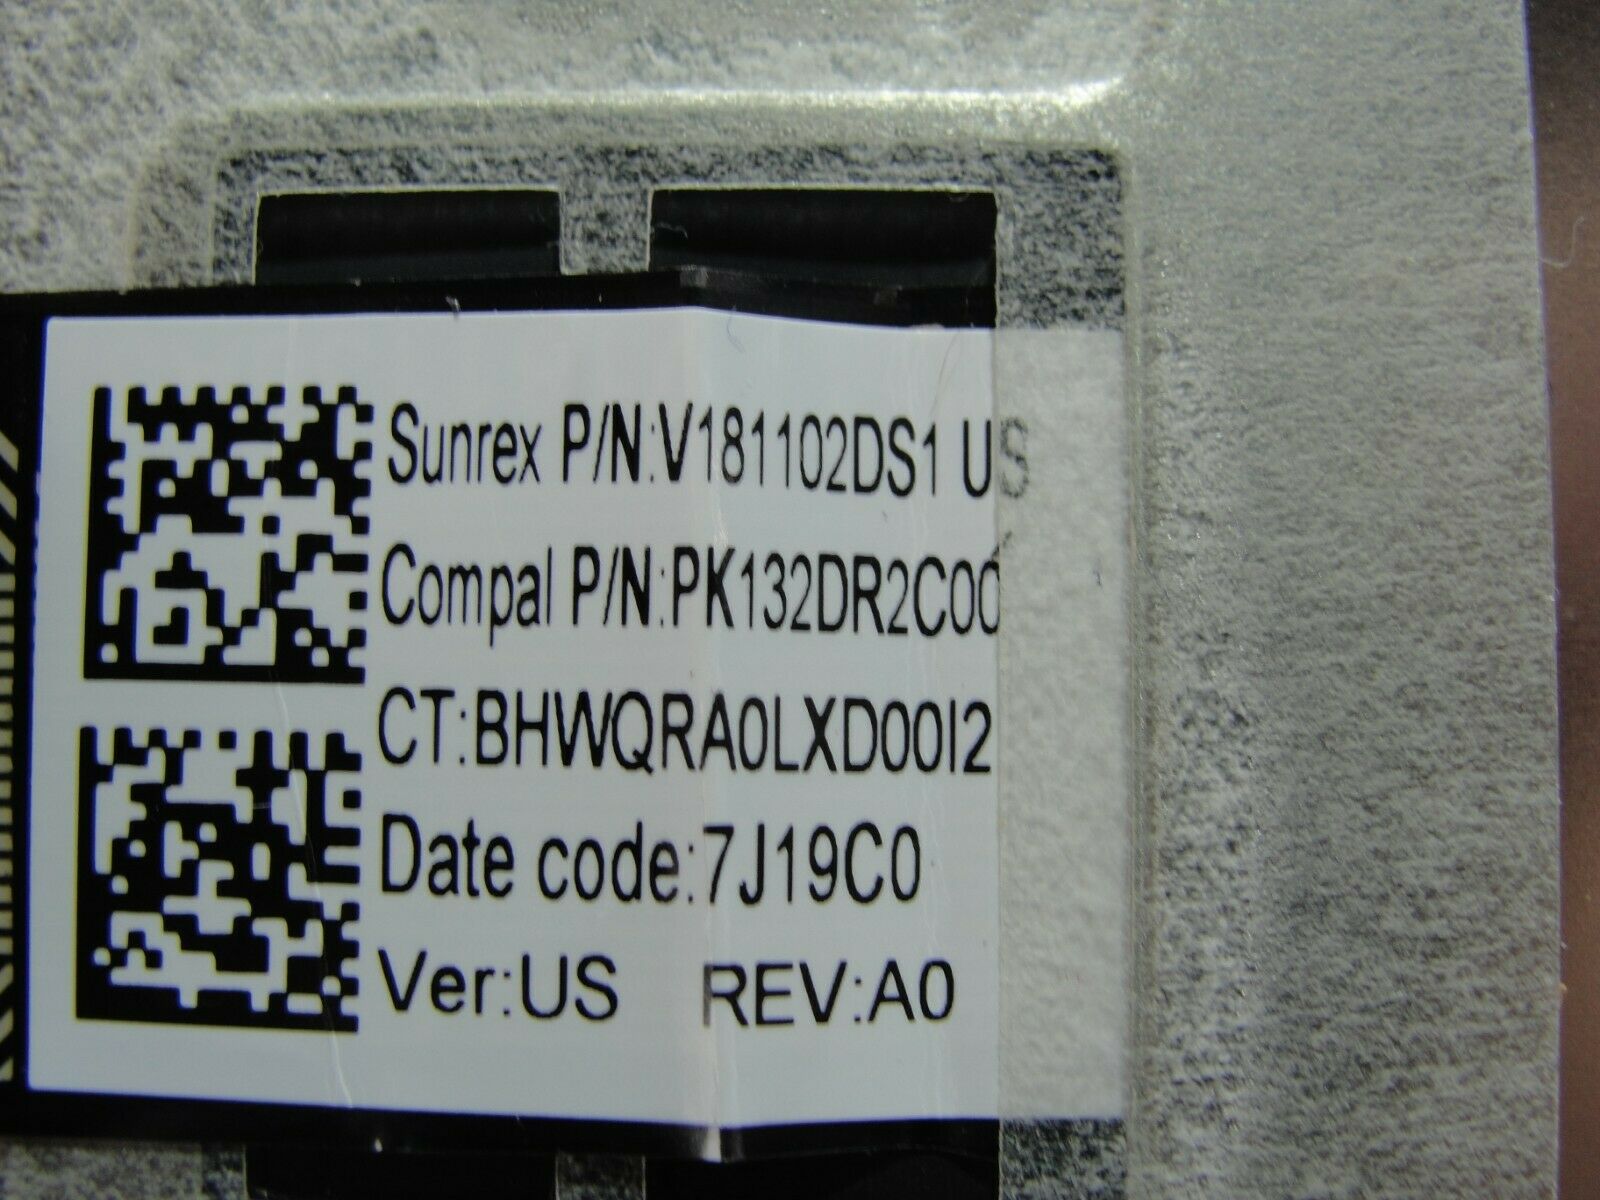 Sunrex P/N:V181102DS1 US
Compal P/N:PK132DR2C00
CT:BHWQRA0LXD00I2
Date code:7J19C0
Ver:US REV:A0